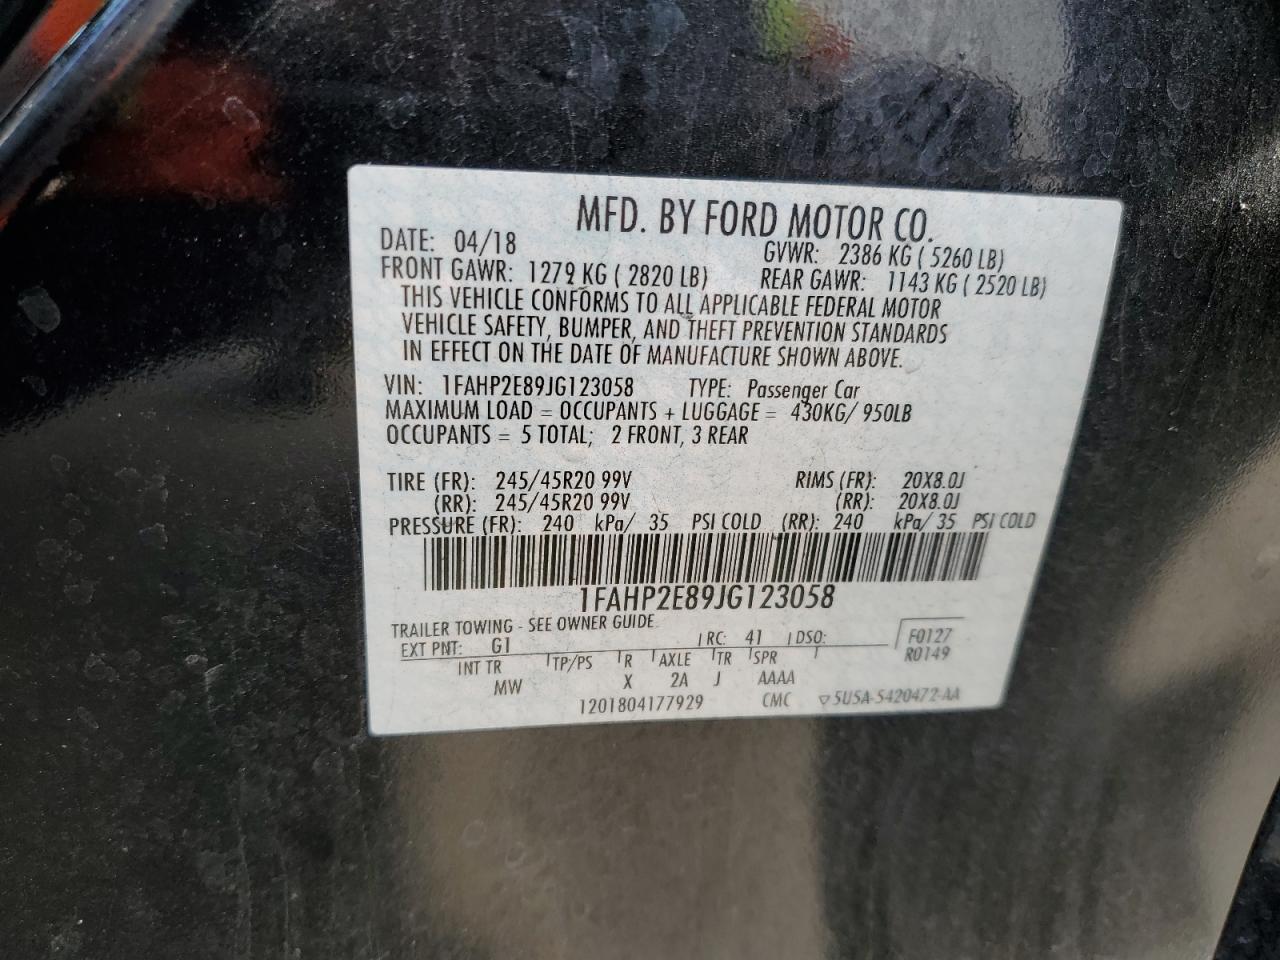 MFD. BY FORD MOTOR CO.
DATE: 04/18 GVWR: 2386 KG ( 5260 LB)
FRONT GAWR: 1279 KG ( 2820 LB) REAR GAWR: 1143 KG ( 2520 LB)
THIS VEHICLE CONFORMS TO ALL APPLICABLE FEDERAL MOTOR
VEHICLE SAFETY, BUMPER, AND THEFT PREVENTION STANDARDS
IN EFFECT ON THE DATE OF MANUFACTURE SHOWN ABOVE.
VIN: 1FAHP2E89JG123058 TYPE: Passenger Car
MAXIMUM LOAD = OCCUPANTS + LUGGAGE = 430KG/ 950LB
OCCUPANTS = 5 TOTAL; 2 FRONT, 3 REAR
TIRE (FR): 245/45R20 99V RIMS (FR): 20X8.0J
(RR): 245/45R20 99V (RR): 20X8.0J
PRESSURE (FR): 240 kPa/ 35 PSI COLD (RR): 240 kPa/ 35 PSI COLD
1FAHP2E89JG123058
TRAILER TOWING - SEE OWNER GUIDE
EXT PNT: G1 RC: 41 DSO: F0127
R0149
INT TR TP/PS R AXLE TR SPR
MW X 2A J AAAA
1201804177929 CMC ▽5U5A-5420472-AA